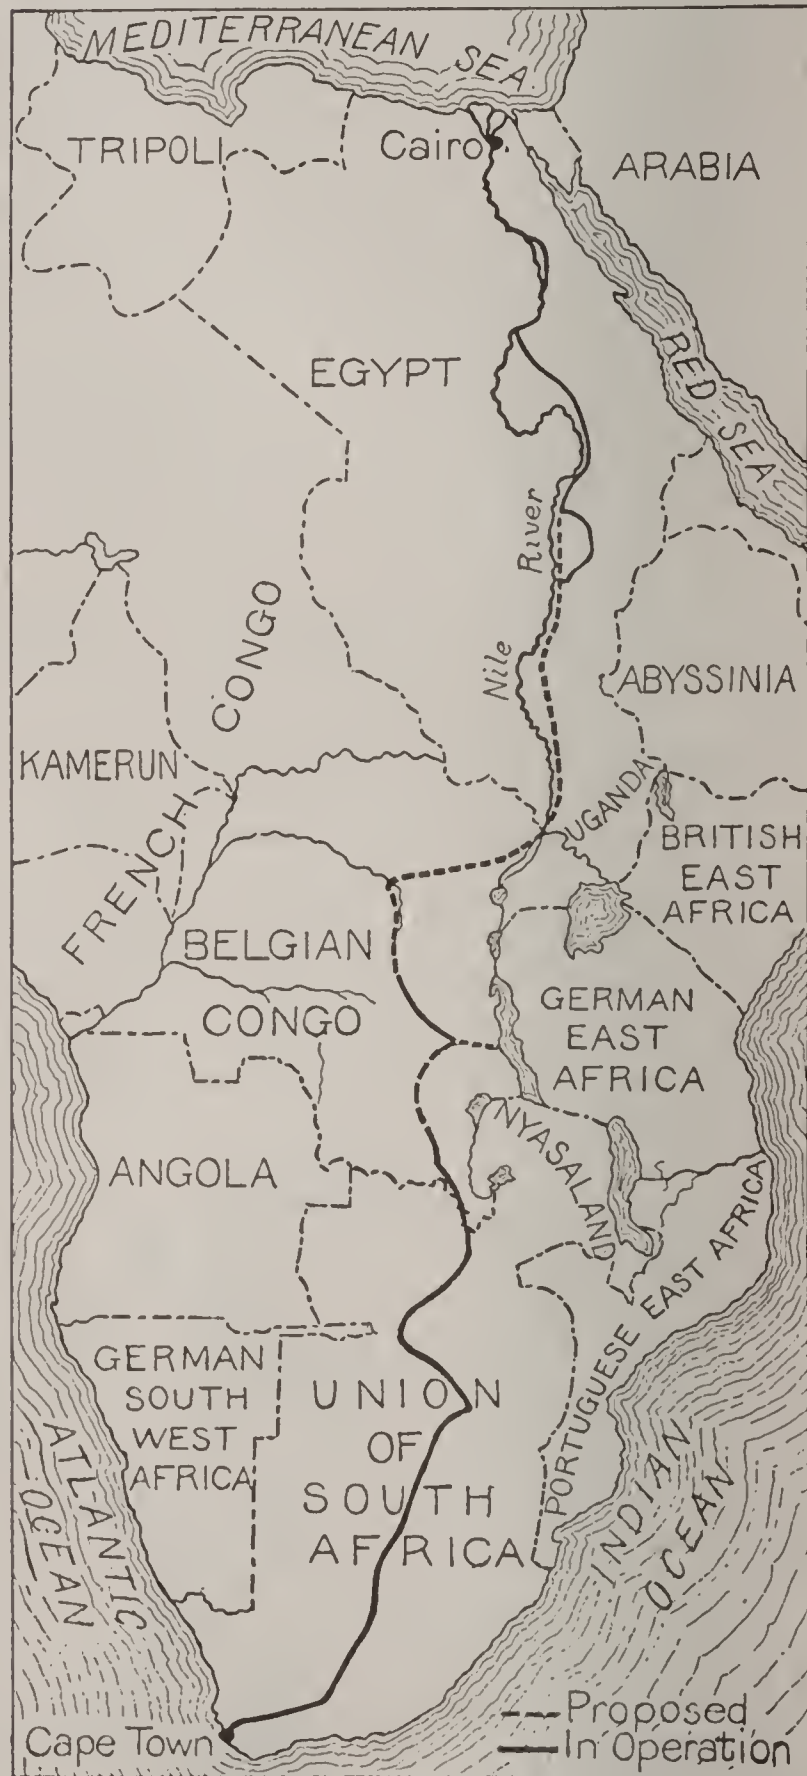 MEDITERRANEAN SEA
TRIPOLI
Cairo
ARABIA
RED SEA
EGYPT
Nile River
ABYSSINIA
KAMERUN
FRENCH CONGO
UGANDA
BRITISH
EAST
AFRICA
BELGIAN
CONGO
GERMAN
EAST
AFRICA
NYASALAND
ANGOLA
PORTUGUESE EAST AFRICA
GERMAN
SOUTH
WEST
AFRICA
UNION
OF
SOUTH
AFRICA
ATLANTIC
OCEAN
INDIAN
OCEAN
Cape Town
Proposed
In Operation